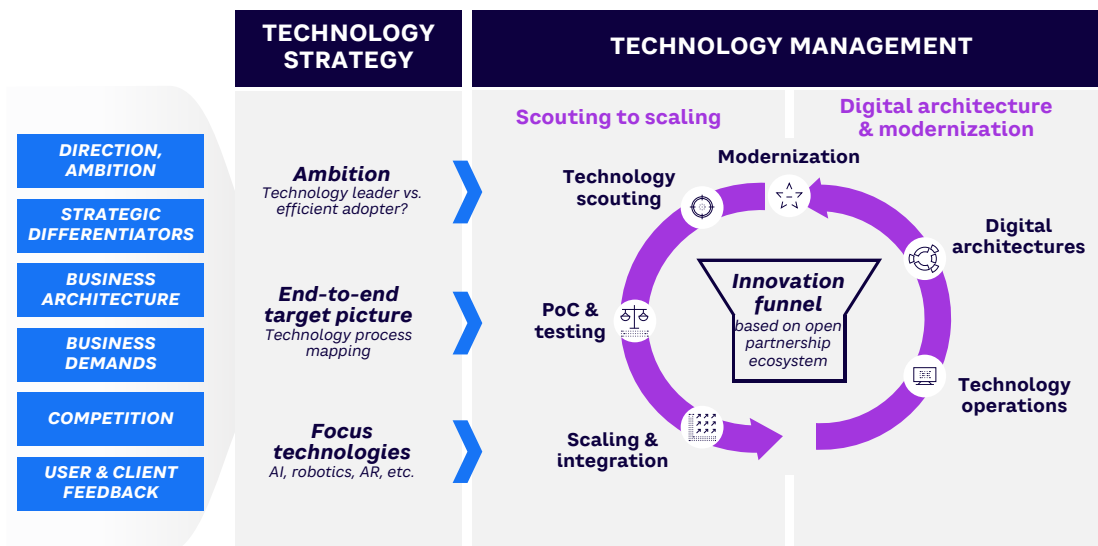 TECHNOLOGY
STRATEGY
TECHNOLOGY MANAGEMENT
DIRECTION,
AMBITION
STRATEGIC
DIFFERENTIATORS
BUSINESS
ARCHITECTURE
BUSINESS
DEMANDS
COMPETITION
USER & CLIENT
FEEDBACK
Ambition
Technology leader vs.
efficient adopter?
End-to-end
target picture
Technology process
mapping
Focus
technologies
AI, robotics, AR, etc.
Scouting to scaling
Digital architecture
& modernization
Modernization
Technology
scouting
PoC &
testing
Scaling &
integration
Innovation
funnel
based on open
partnership
ecosystem
Digital
architectures
Technology
operations